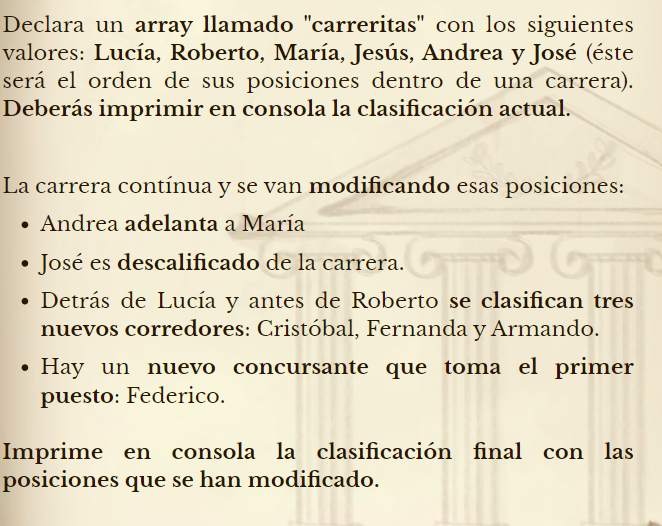 Declara un array llamado "carreritas" con los siguientes
valores: Lucía, Roberto, María, Jesús, Andrea y José (éste
será el orden de sus posiciones dentro de una carrera).
Deberás imprimir en consola la clasificación actual.
La carrera contínua y se van modificando esas posiciones:
• Andrea adelanta a María
• José es descalificado de la carrera.
• Detrás de Lucía y antes de Roberto se clasifican tres
nuevos corredores: Cristóbal, Fernanda y Armando.
• Hay un nuevo concursante que toma el primer
puesto: Federico.
Imprime en consola la clasificación final con las
posiciones que se han modificado.